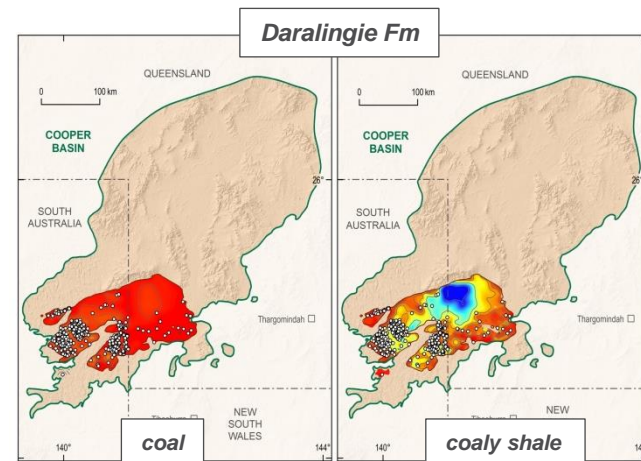 Daralingie Fm
QUEENSLAND
0 100 km
COOPER
BASIN
SOUTH
AUSTRALIA
Thargomindah
NEW
SOUTH
WALES
140°
144°
coal
QUEENSLAND
0 100 km
COOPER
BASIN
26°
SOUTH
AUSTRALIA
Thargomindah
NEW
140°
coaly shale